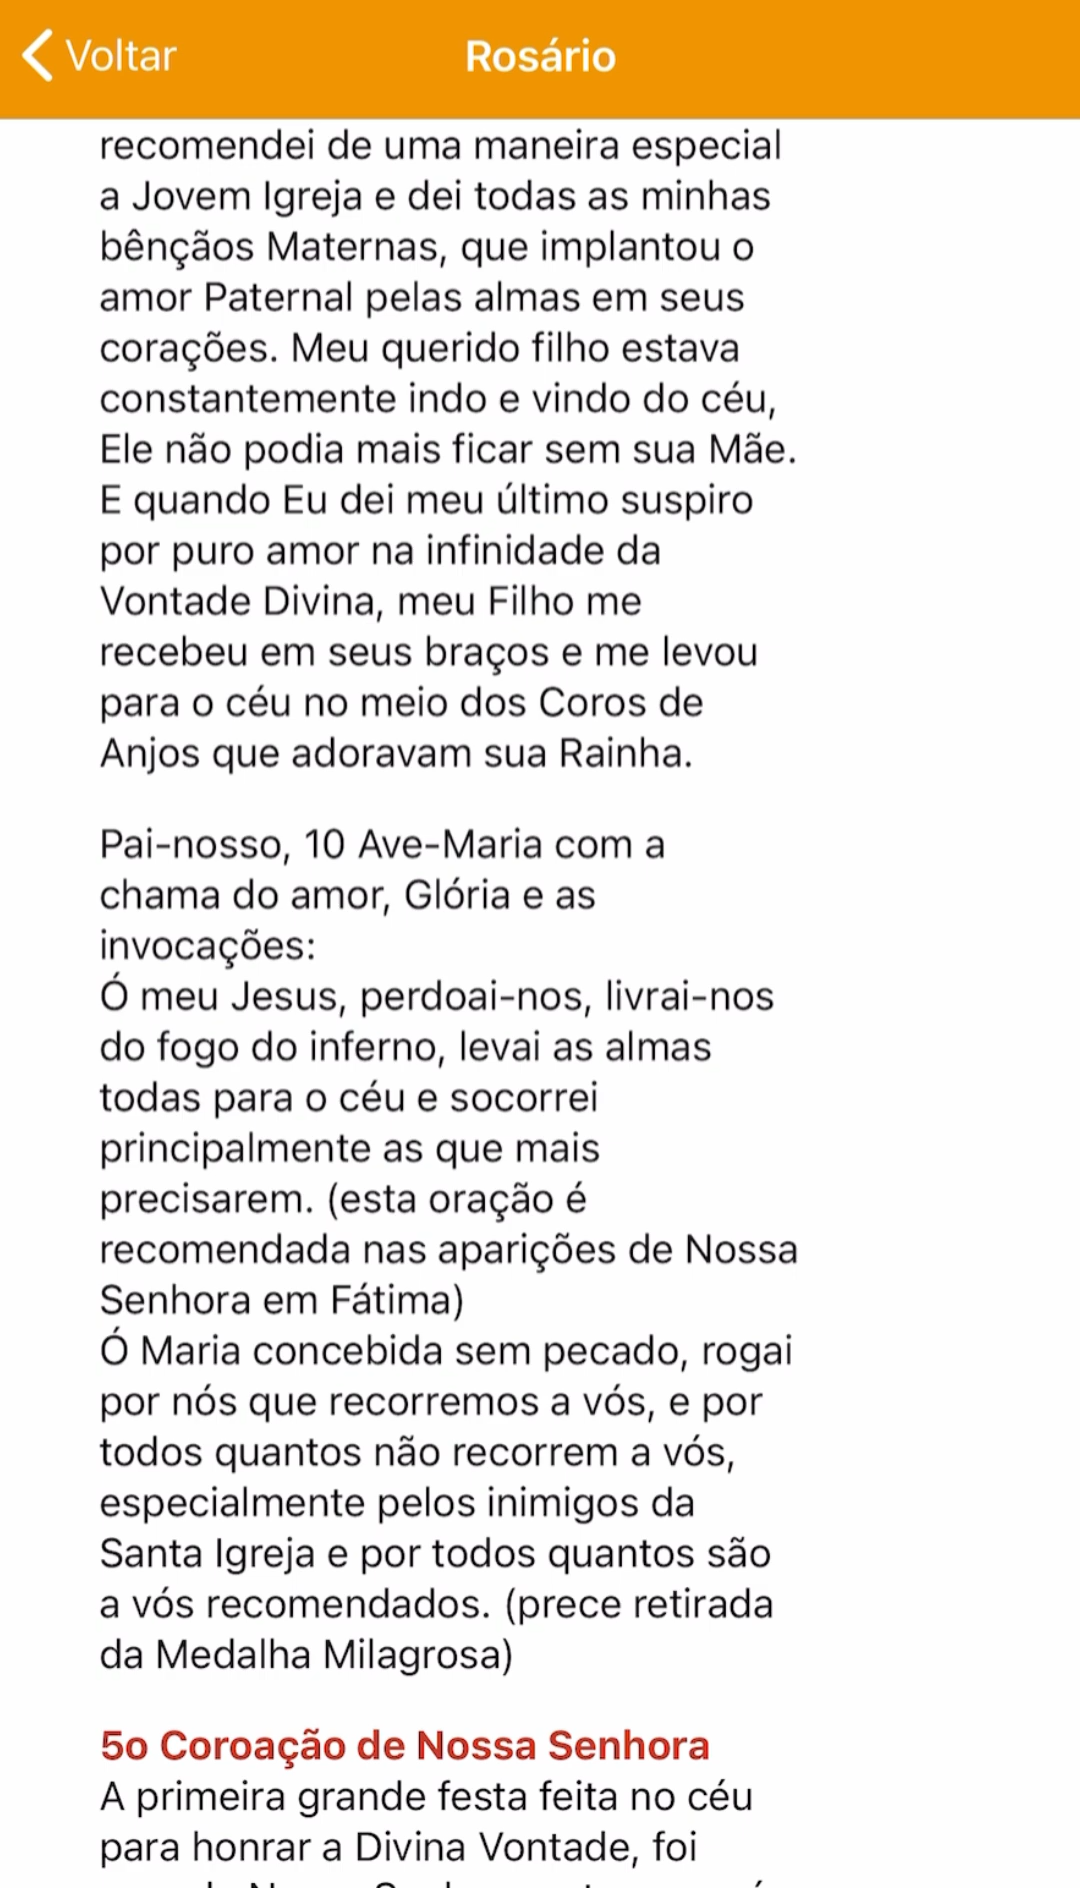 Voltar
Rosário
recomendei de uma maneira especial
a Jovem Igreja e dei todas as minhas
bênçãos Maternas, que implantou o
amor Paternal pelas almas em seus
corações. Meu querido filho estava
constantemente indo e vindo do céu,
Ele não podia mais ficar sem sua Mãe.
E quando Eu dei meu último suspiro
por puro amor na infinidade da
Vontade Divina, meu Filho me
recebeu em seus braços e me levou
para o céu no meio dos Coros de
Anjos que adoravam sua Rainha.
Pai-nosso, 10 Ave-Maria com a
chama do amor, Glória e as
invocações:
Ó meu Jesus, perdoai-nos, livrai-nos
do fogo do inferno, levai as almas
todas para o céu e socorrei
principalmente as que mais
precisarem. (esta oração é
recomendada nas aparições de Nossa
Senhora em Fátima)
Ó Maria concebida sem pecado, rogai
por nós que recorremos a vós, e por
todos quantos não recorrem a vós,
especialmente pelos inimigos da
Santa Igreja e por todos quantos são
a vós recomendados. (prece retirada
da Medalha Milagrosa)
5o Coroação de Nossa Senhora
A primeira grande festa feita no céu
para honrar a Divina Vontade, foi